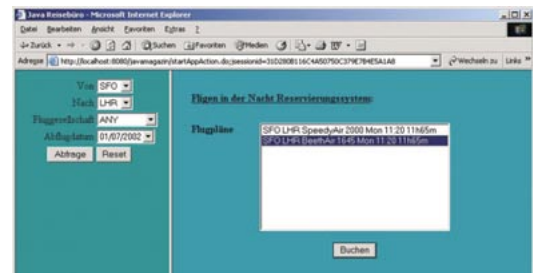 Java Reisebüro - Microsoft Internet Explorer
Datei Bearbeiten Ansicht Favoriten Extras ?
Zurück Suchen Favoriten Medien
Adresse http://localhost:8080/javamagazin/startAppAction.do;jsessionid=31D280B116C4A50750C379E7B4E5A1A8 Wechseln zu Links
Von SFO
Nach LHR
Fluggesellschaft ANY
Abflugdatum 01/07/2002
Abfrage Reset
Fligen in der Nacht Reservierungssystem:
Flugpläne
SFO LHR SpeedyAir 2000 Mon 11:20 11h65m
SFO LHR BeethAir 1645 Mon 11:20 11h65m
Buchen